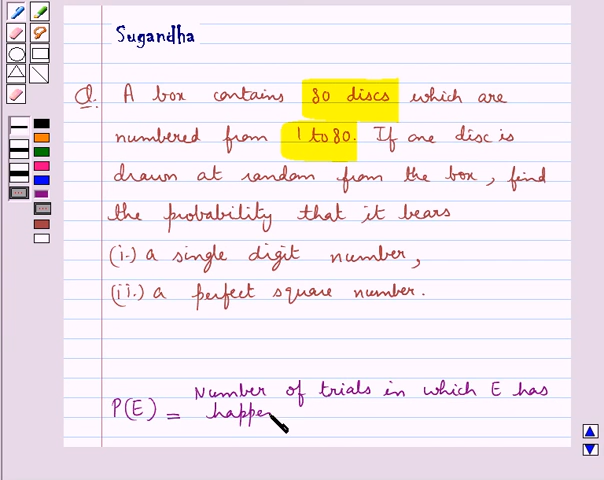 Sugandha
Q. A box contains 80 discs which are
numbered from 1 to 80. If one disc is
drawn at random from the box, find
the probability that it bears
(i.) a single digit number,
(ii.) a perfect square number.
Number of trials in which E has
P(E) = happen